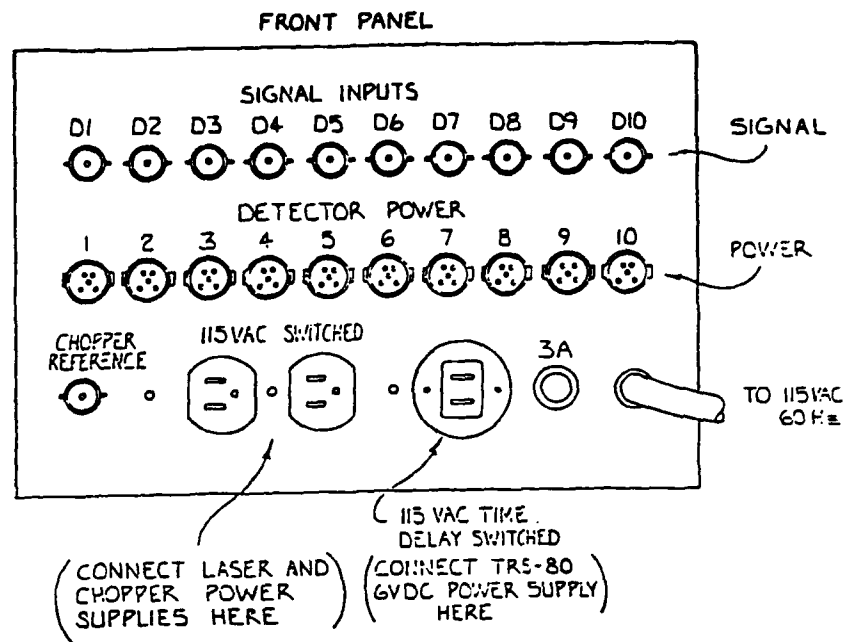 FRONT PANEL
SIGNAL INPUTS
D1 D2 D3 D4 D5 D6 D7 D8 D9 D10
SIGNAL
DETECTOR POWER
1 2 3 4 5 6 7 8 9 10
POWER
CHOPPER
REFERENCE
115VAC SWITCHED
3A
TO 115VAC
60 Hz
115 VAC TIME
DELAY SWITCHED
(CONNECT LASER AND
CHOPPER POWER
SUPPLIES HERE)
(CONNECT TRS-80
6VDC POWER SUPPLY
HERE)